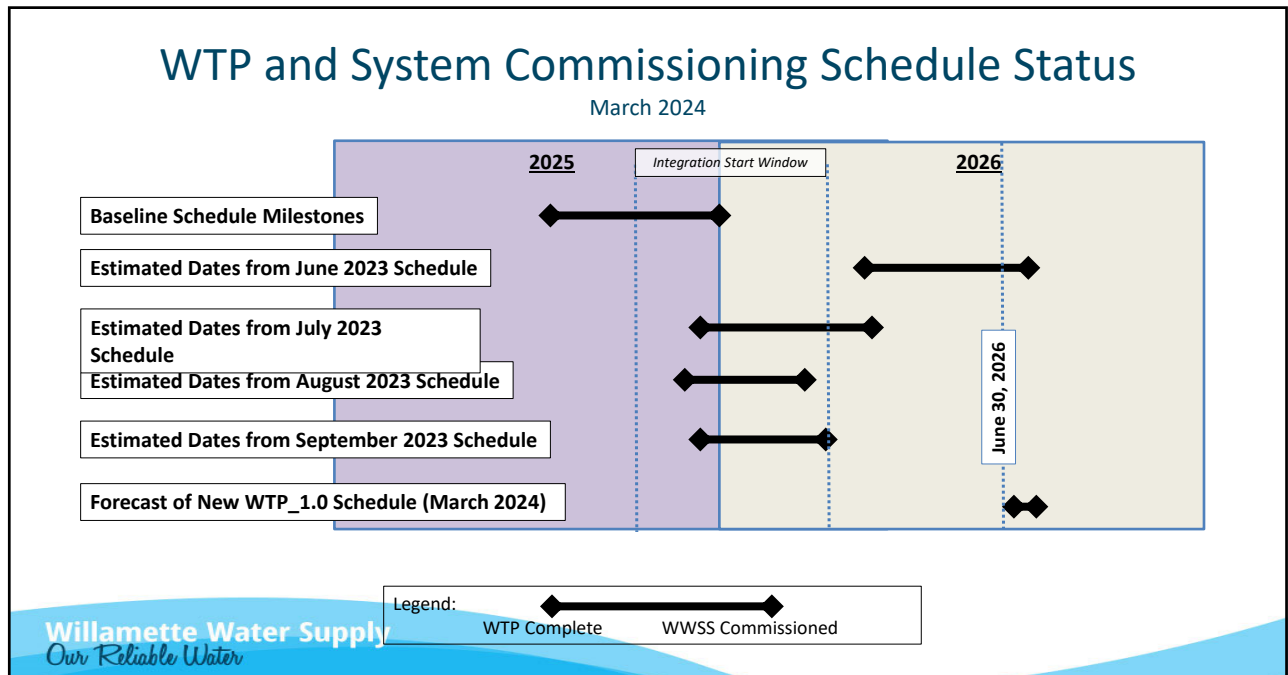 WTP and System Commissioning Schedule Status
March 2024
2025
Integration Start Window
2026
Baseline Schedule Milestones
Estimated Dates from June 2023 Schedule
Estimated Dates from July 2023
Schedule
Estimated Dates from August 2023 Schedule
Estimated Dates from September 2023 Schedule
June 30, 2026
Forecast of New WTP_1.0 Schedule (March 2024)
Legend:
WTP Complete
WWSS Commissioned
Willamette Water Supply
Our Reliable Water